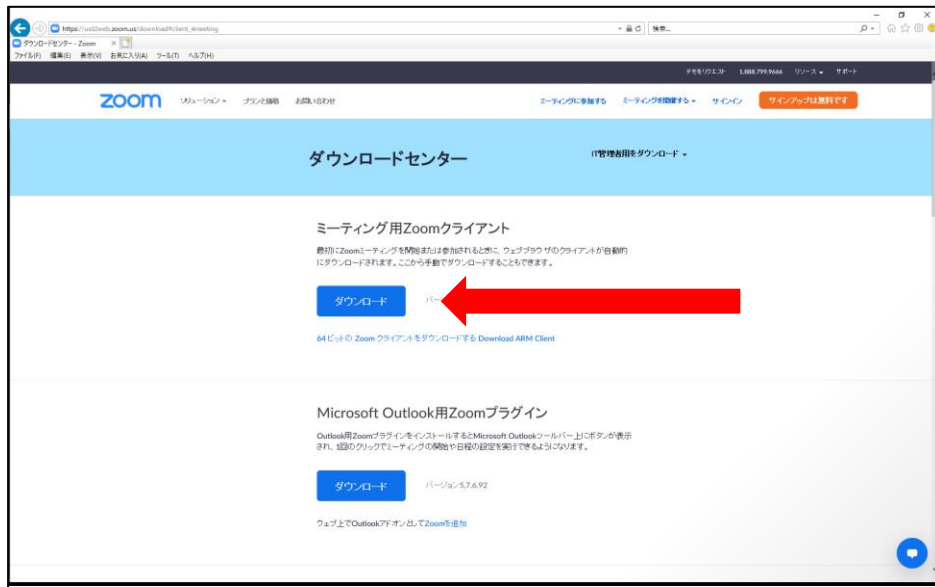 https://us02web.zoom.us/download#client_4meeting
検索...
ダウンロードセンター - Zoom
ファイル(F) 編集(E) 表示(V) お気に入り(A) ツール(T) ヘルプ(H)
デモをリクエスト 1.888.799.9666 リソース サポート
zoom ソリューション プランと価格 お問い合わせ ミーティングに参加する ミーティングを開催する サインイン サインアップは無料です
ダウンロードセンター IT管理者用をダウンロード
ミーティング用Zoomクライアント
最初にZoomミーティングを開始または参加されるときに、ウェブブラウザのクライアントが自動的
にダウンロードされます。ここから手動でダウンロードすることもできます。
ダウンロード
64 ビットの Zoom クライアントをダウンロードする Download ARM Client
Microsoft Outlook用Zoomプラグイン
Outlook用ZoomプラグインをインストールするとMicrosoft Outlookツールバー上にボタンが表示
され、1回のクリックでミーティングの開始や日程の設定を実行できるようになります。
ダウンロード バージョン5.7.6.92
ウェブ上でOutlookアドオンとしてZoomを追加